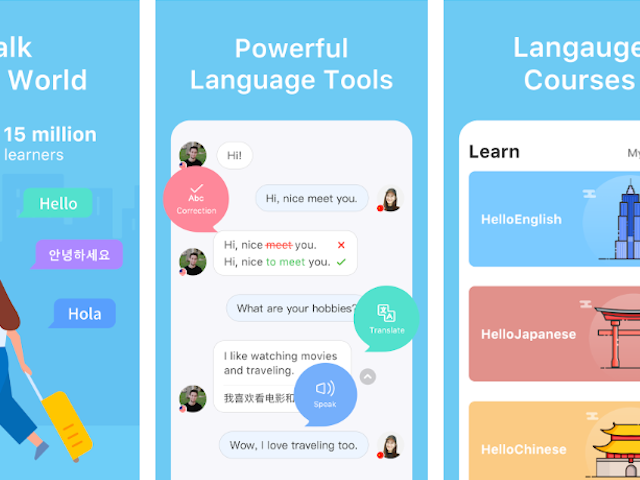 alk
World
15 million
learners
Hello
안녕하세요
Hola
Powerful
Language Tools
Hi!
Hi, nice meet you.
Abc
Correction
Hi, nice meet you.
Hi, nice to meet you.
What are your hobbies?
Translate
I like watching movies
and traveling.
我喜欢看电影和
Speak
Wow, I love traveling too.
Langauge
Courses
Learn
My
HelloEnglish
HelloJapanese
HelloChinese